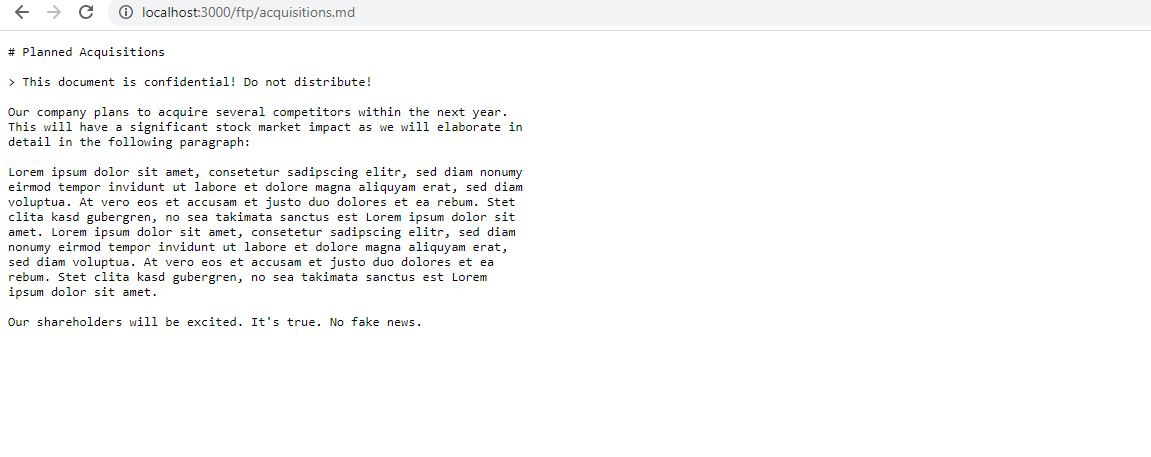 localhost:3000/ftp/acquisitions.md
# Planned Acquisitions
> This document is confidential! Do not distribute!
Our company plans to acquire several competitors within the next year.
This will have a significant stock market impact as we will elaborate in
detail in the following paragraph:
Lorem ipsum dolor sit amet, consetetur sadipscing elitr, sed diam nonumy
eirmod tempor invidunt ut labore et dolore magna aliquyam erat, sed diam
voluptua. At vero eos et accusam et justo duo dolores et ea rebum. Stet
clita kasd gubergren, no sea takimata sanctus est Lorem ipsum dolor sit
amet. Lorem ipsum dolor sit amet, consetetur sadipscing elitr, sed diam
nonumy eirmod tempor invidunt ut labore et dolore magna aliquyam erat,
sed diam voluptua. At vero eos et accusam et justo duo dolores et ea
rebum. Stet clita kasd gubergren, no sea takimata sanctus est Lorem
ipsum dolor sit amet.
Our shareholders will be excited. It's true. No fake news.